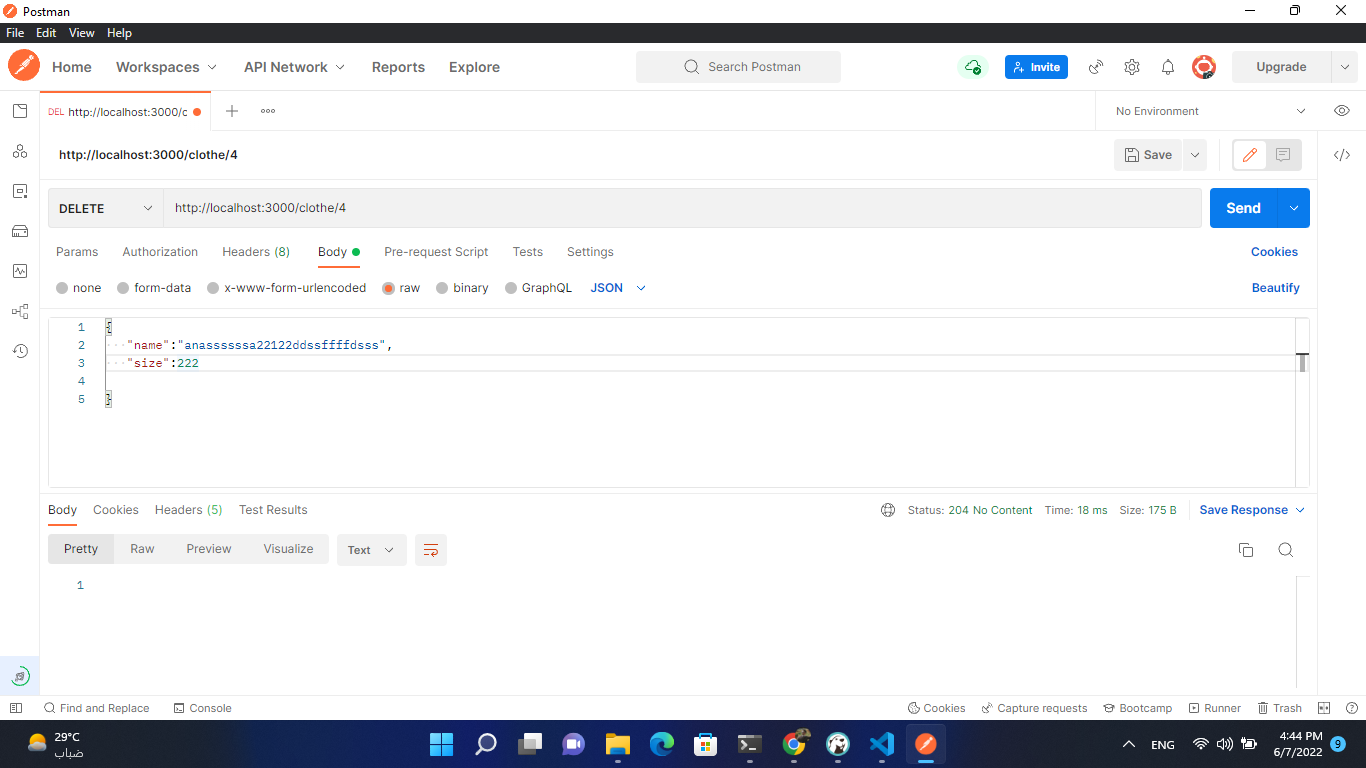 Postman
File Edit View Help
Home Workspaces API Network Reports Explore Search Postman Invite Upgrade
DEL http://localhost:3000/c No Environment
http://localhost:3000/clothe/4 Save
DELETE http://localhost:3000/clothe/4 Send
Params Authorization Headers (8) Body Pre-request Script Tests Settings Cookies
none form-data x-www-form-urlencoded raw binary GraphQL JSON Beautify
1 {
2 "name":"anassssssa22122ddssffffdsss",
3 "size":222
4
5 }
Body Cookies Headers (5) Test Results Status: 204 No Content Time: 18 ms Size: 175 B Save Response
Pretty Raw Preview Visualize Text
1
Find and Replace Console Cookies Capture requests Bootcamp Runner Trash
29°C
ضباب
ENG
4:44 PM
6/7/2022 9